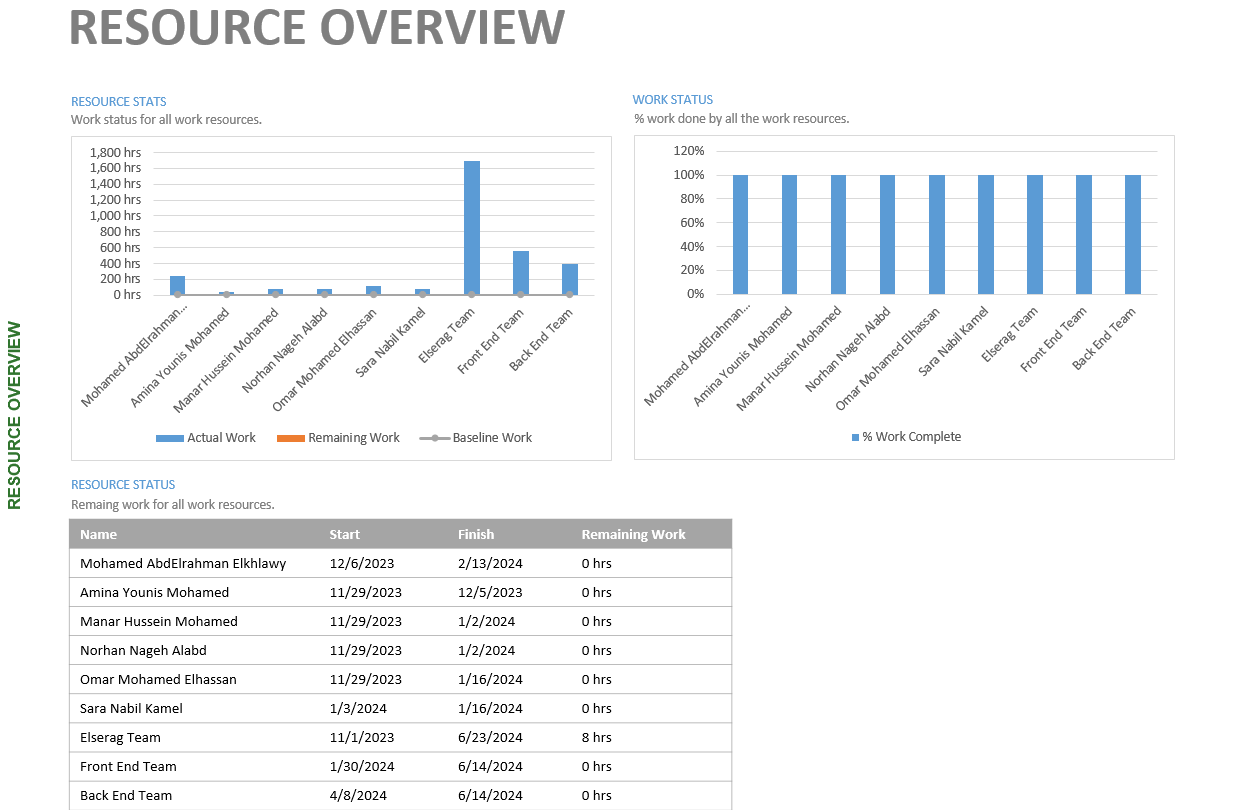 RESOURCE OVERVIEW
RESOURCE STATS
Work status for all work resources.
1,800 hrs
1,600 hrs
1,400 hrs
1,200 hrs
1,000 hrs
800 hrs
600 hrs
400 hrs
200 hrs
0 hrs
Mohamed AbdElrahman...
Amina Younis Mohamed
Manar Hussein Mohamed
Norhan Nageh Alabd
Omar Mohamed Elhassan
Sara Nabil Kamel
Elserag Team
Front End Team
Back End Team
Actual Work Remaining Work Baseline Work
WORK STATUS
% work done by all the work resources.
120%
100%
80%
60%
40%
20%
0%
Mohamed AbdElrahman...
Amina Younis Mohamed
Manar Hussein Mohamed
Norhan Nageh Alabd
Omar Mohamed Elhassan
Sara Nabil Kamel
Elserag Team
Front End Team
Back End Team
% Work Complete
RESOURCE OVERVIEW
RESOURCE STATUS
Remaing work for all work resources.
Name Start Finish Remaining Work
Mohamed AbdElrahman Elkhlawy 12/6/2023 2/13/2024 0 hrs
Amina Younis Mohamed 11/29/2023 12/5/2023 0 hrs
Manar Hussein Mohamed 11/29/2023 1/2/2024 0 hrs
Norhan Nageh Alabd 11/29/2023 1/2/2024 0 hrs
Omar Mohamed Elhassan 11/29/2023 1/16/2024 0 hrs
Sara Nabil Kamel 1/3/2024 1/16/2024 0 hrs
Elserag Team 11/1/2023 6/23/2024 8 hrs
Front End Team 1/30/2024 6/14/2024 0 hrs
Back End Team 4/8/2024 6/14/2024 0 hrs